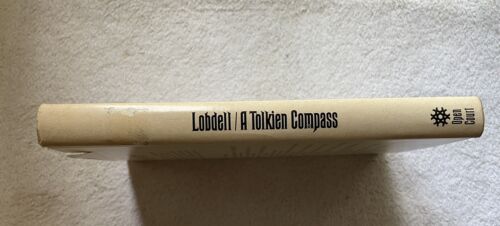 Lobdell / A Tolkien Compass
Open
Court